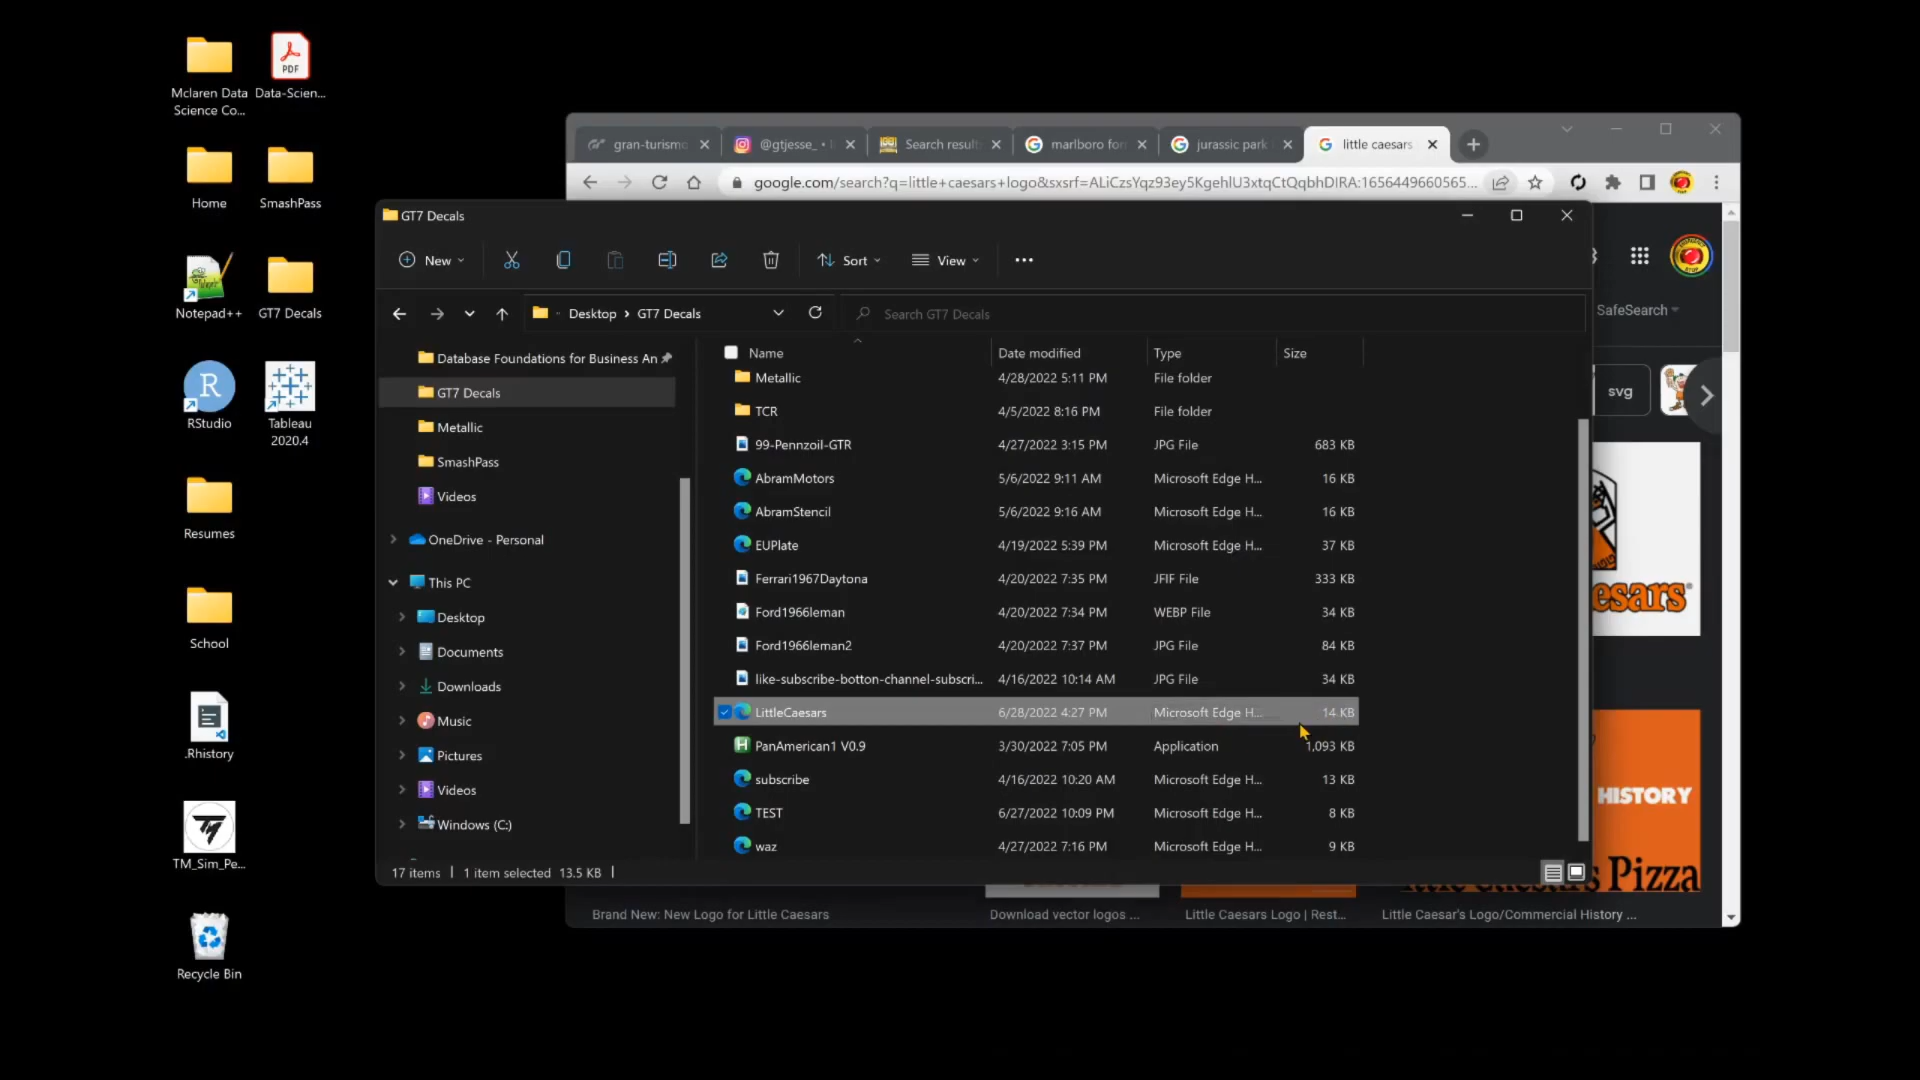 Mclaren Data
Science Co...
Data-Scien...
PDF
Home
SmashPass
Notepad++
GT7 Decals
R
RStudio
Tableau
2020.4
Resumes
School
.Rhistory
TM_Sim_Pe...
Recycle Bin
gran-turismo
@gtjesse_ •
Search result
marlboro for
jurassic park
little caesars
google.com/search?q=little+caesars+logo&sxsrf=ALiCzsYqz93ey5KgehlU3xtqCtQqbhDIRA:1656449660565...
GT7 Decals
New
Sort
View
Desktop
GT7 Decals
Search GT7 Decals
SafeSearch
svg
Database Foundations for Business An
GT7 Decals
Metallic
SmashPass
Videos
OneDrive - Personal
This PC
Desktop
Documents
Downloads
Music
Pictures
Videos
Windows (C:)
Name Date modified Type Size
Metallic 4/28/2022 5:11 PM File folder
TCR 4/5/2022 8:16 PM File folder
99-Pennzoil-GTR 4/27/2022 3:15 PM JPG File 683 KB
AbramMotors 5/6/2022 9:11 AM Microsoft Edge H... 16 KB
AbramStencil 5/6/2022 9:16 AM Microsoft Edge H... 16 KB
EUPlate 4/19/2022 5:39 PM Microsoft Edge H... 37 KB
Ferrari1967Daytona 4/20/2022 7:35 PM JFIF File 333 KB
Ford1966leman 4/20/2022 7:34 PM WEBP File 34 KB
Ford1966leman2 4/20/2022 7:37 PM JPG File 84 KB
like-subscribe-botton-channel-subscri... 4/16/2022 10:14 AM JPG File 34 KB
LittleCaesars 6/28/2022 4:27 PM Microsoft Edge H... 14 KB
PanAmerican1 V0.9 3/30/2022 7:05 PM Application 1,093 KB
subscribe 4/16/2022 10:20 AM Microsoft Edge H... 13 KB
TEST 6/27/2022 10:09 PM Microsoft Edge H... 8 KB
waz 4/27/2022 7:16 PM Microsoft Edge H... 9 KB
17 items 1 item selected 13.5 KB
esars
HISTORY
Pizza
Brand New: New Logo for Little Caesars
Download vector logos ...
Little Caesars Logo | Rest...
Little Caesar's Logo/Commercial History ...